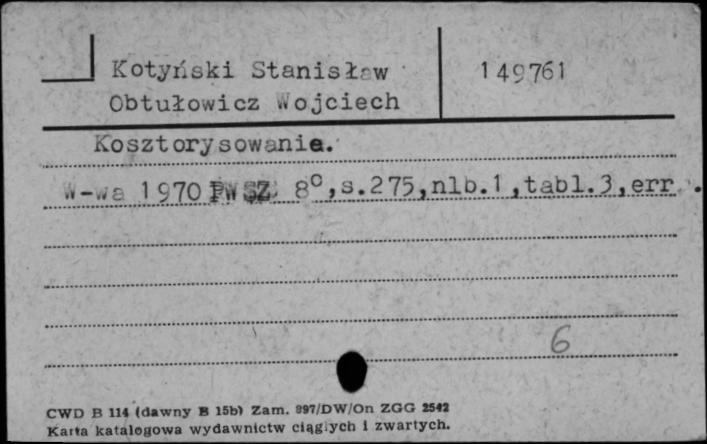 Kotyński Stanisław
149761
Obtułowicz Wojciech
Kosztorysowanie.
W-wa 1970 PWSZ 8°,s.275,nlb.1,tabl.3,err.
6
CWD B 114 (dawny B 15b) Zam. 997/DW/On ZGG 2542
Karta katalogowa wydawnictw ciągłych i zwartych.